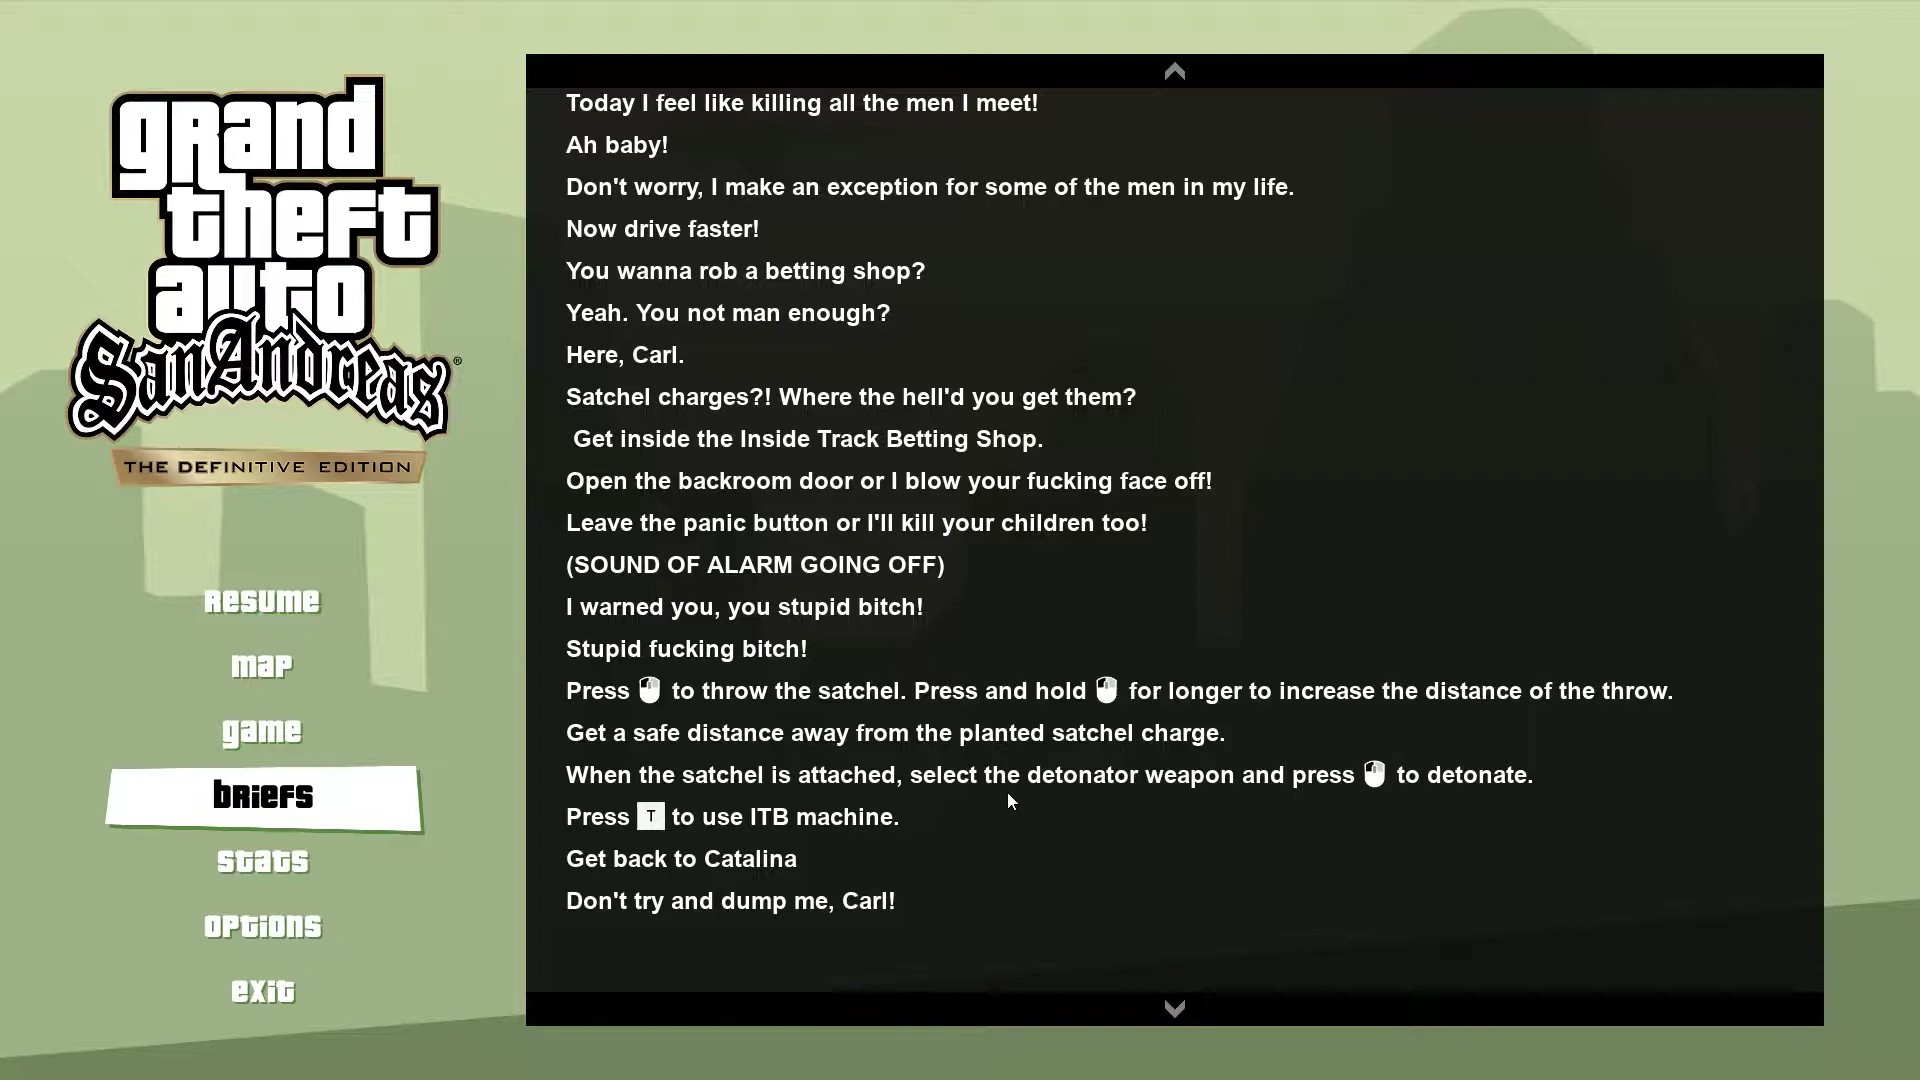 grand
theft
auto
San Andreas®
THE DEFINITIVE EDITION
resume
map
game
briefs
stats
options
exit
Today I feel like killing all the men I meet!
Ah baby!
Don't worry, I make an exception for some of the men in my life.
Now drive faster!
You wanna rob a betting shop?
Yeah. You not man enough?
Here, Carl.
Satchel charges?! Where the hell'd you get them?
Get inside the Inside Track Betting Shop.
Open the backroom door or I blow your fucking face off!
Leave the panic button or I'll kill your children too!
(SOUND OF ALARM GOING OFF)
I warned you, you stupid bitch!
Stupid fucking bitch!
Press to throw the satchel. Press and hold for longer to increase the distance of the throw.
Get a safe distance away from the planted satchel charge.
When the satchel is attached, select the detonator weapon and press to detonate.
Press T to use ITB machine.
Get back to Catalina
Don't try and dump me, Carl!